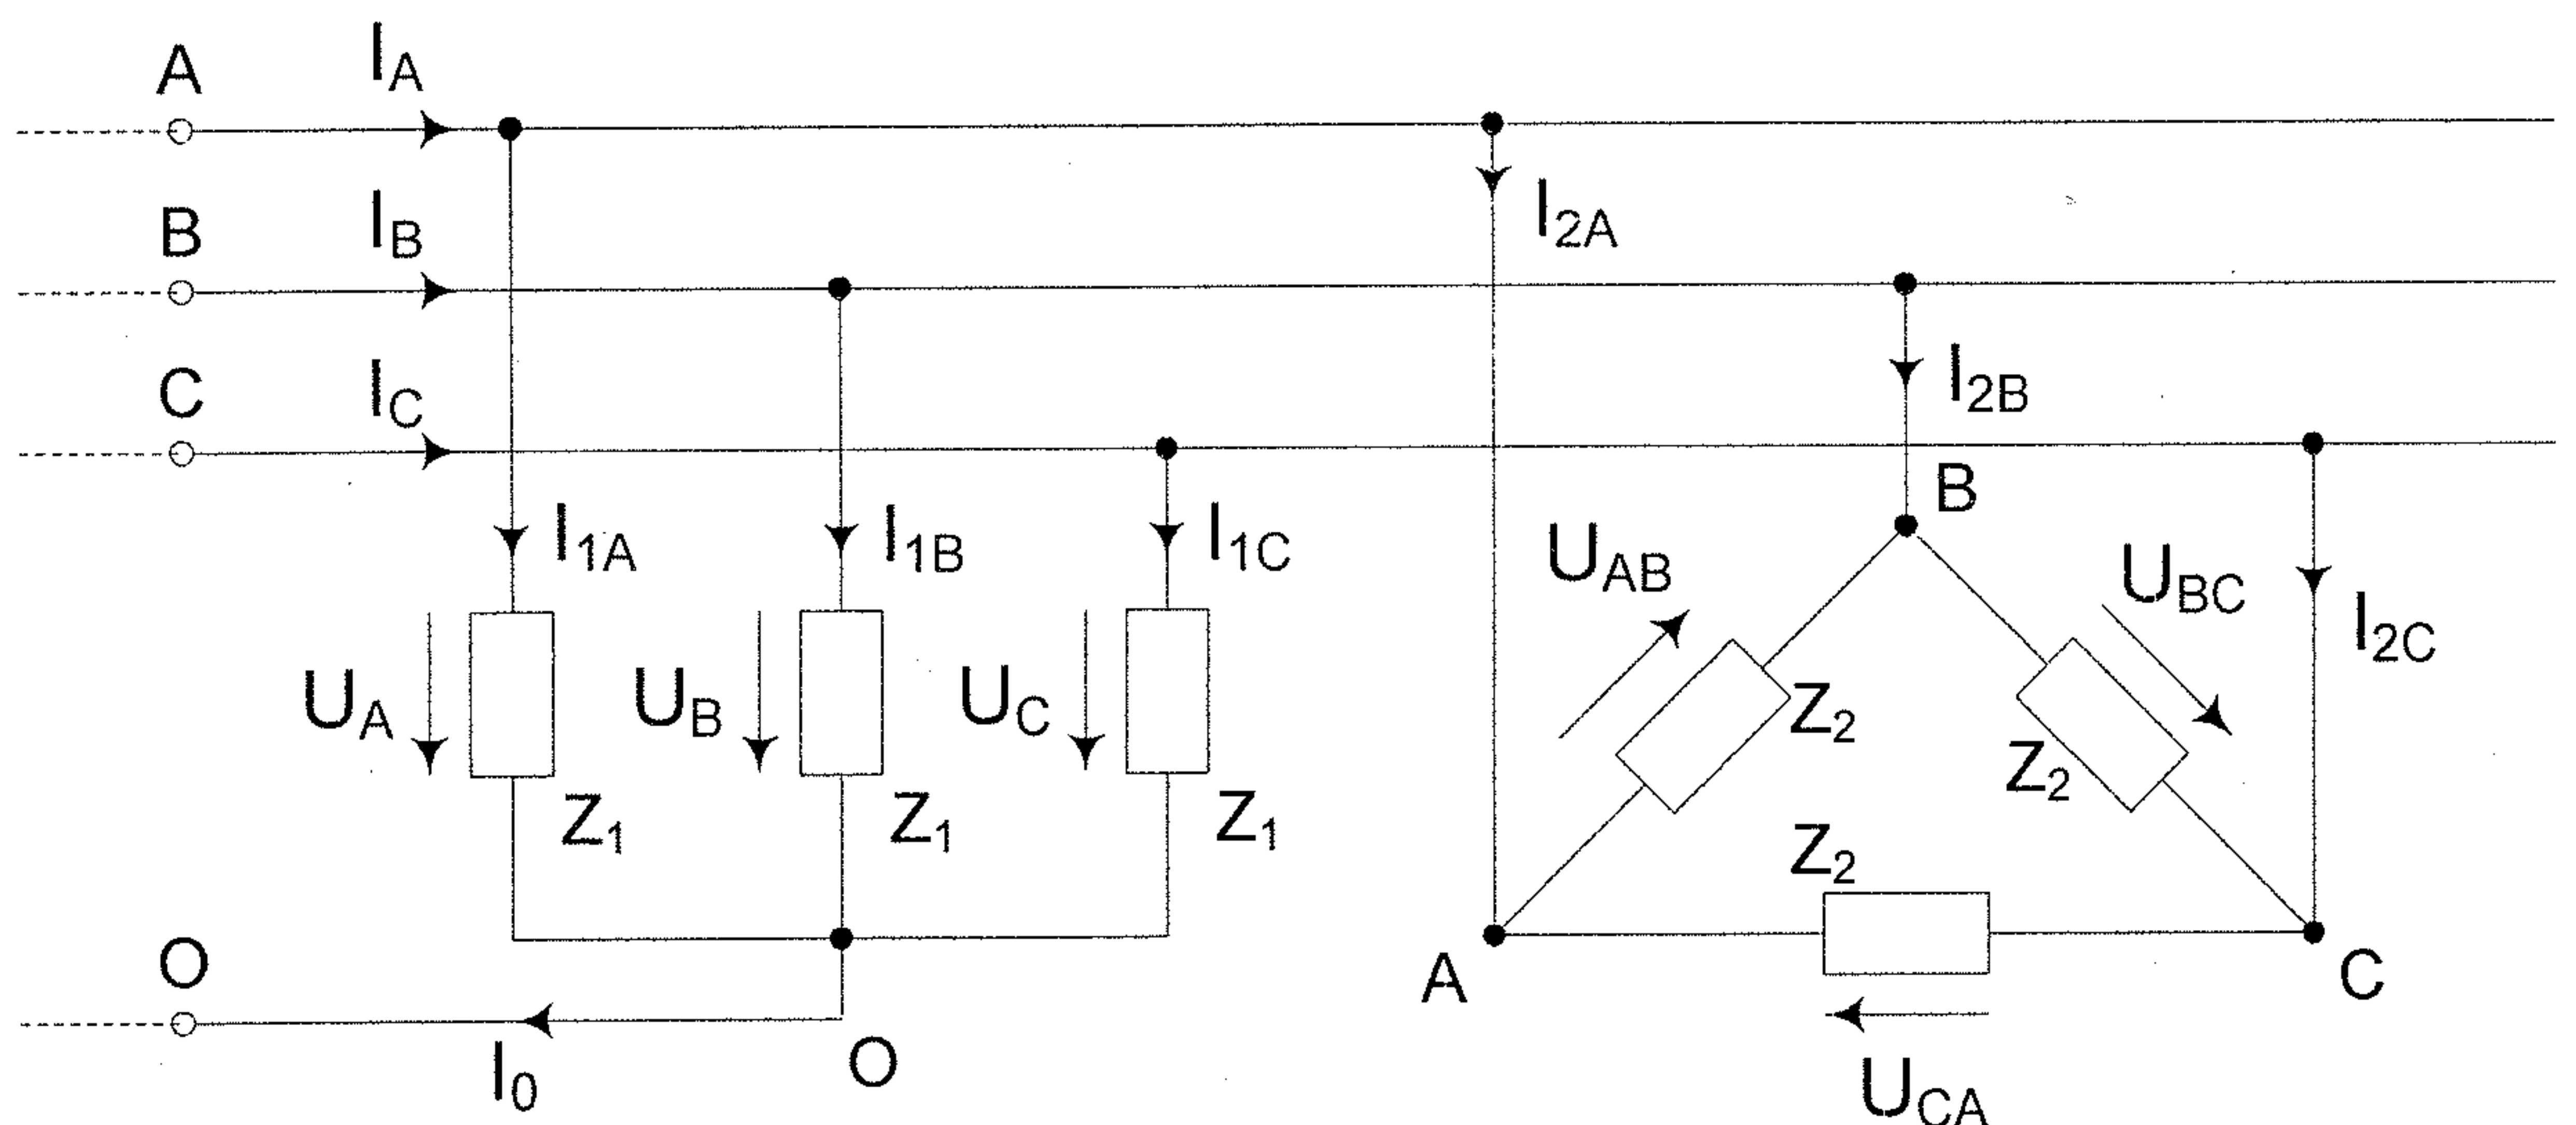 A I_A
B I_B
C I_C
I_2A
I_2B
I_2C
B
I_1A I_1B I_1C
U_AB U_BC
U_A U_B U_C
Z_2 Z_2
Z_1 Z_1 Z_1
Z_2
A C
O
I_0 O
U_CA